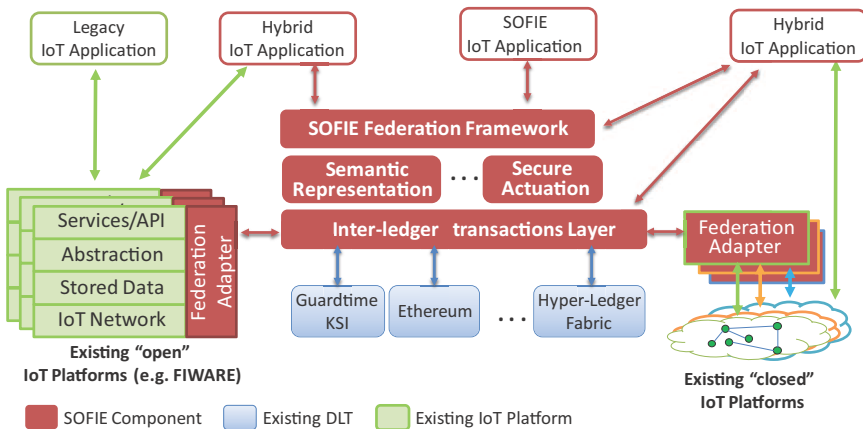 Legacy
IoT Application
Hybrid
IoT Application
SOFIE
IoT Application
Hybrid
IoT Application
SOFIE Federation Framework
Semantic
Representation
...
Secure
Actuation
Inter-ledger transactions Layer
Services/API
Abstraction
Stored Data
IoT Network
Federation
Adapter
Federation
Adapter
Guardtime
KSI
Ethereum
...
Hyper-Ledger
Fabric
Existing “open”
IoT Platforms (e.g. FIWARE)
Existing “closed”
IoT Platforms
SOFIE Component
Existing DLT
Existing IoT Platform